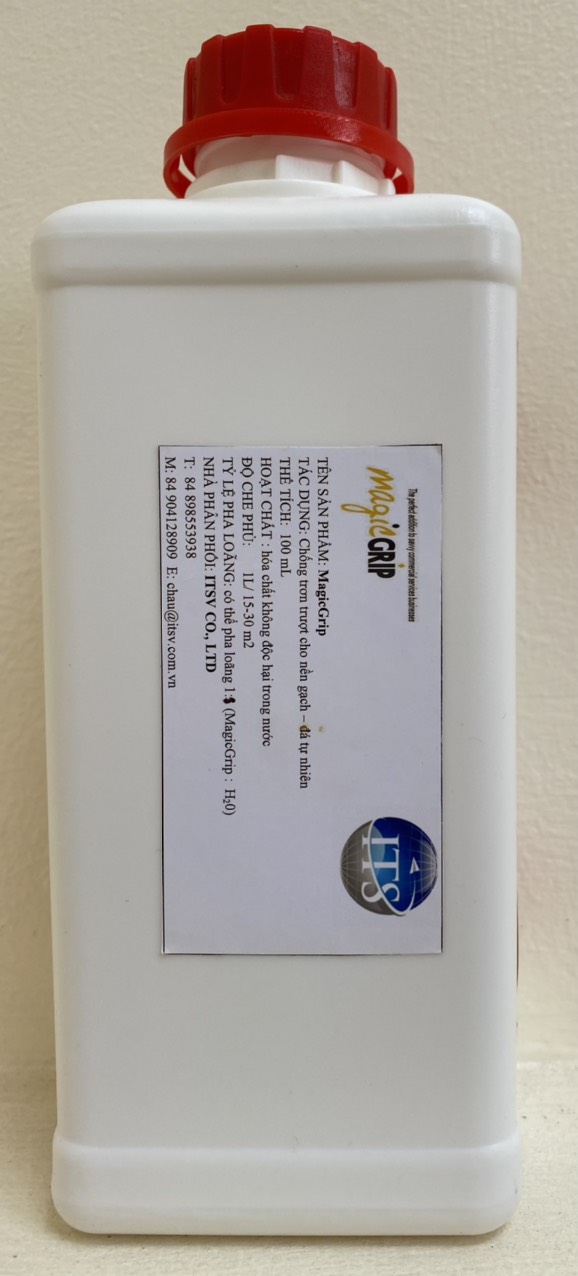 The perfect addition to savvy commercial services businesses
magic GRIP
ITS
TÊN SẢN PHẨM: MagicGrip
TÁC DỤNG: Chống trơn trượt cho nền gạch – đá tự nhiên
THỂ TÍCH: 100 mL
HOẠT CHẤT : hóa chất không độc hại trong nước
ĐỘ CHE PHỦ: 1L/ 15-30 m2
TỶ LỆ PHA LOÃNG: có thể pha loãng (MagicGrip : H₂0)
NHÀ PHÂN PHỐI: ITSV CO., LTD
T: 84 898553938
M: 84 904128909 E: chau@itsv.com.vn